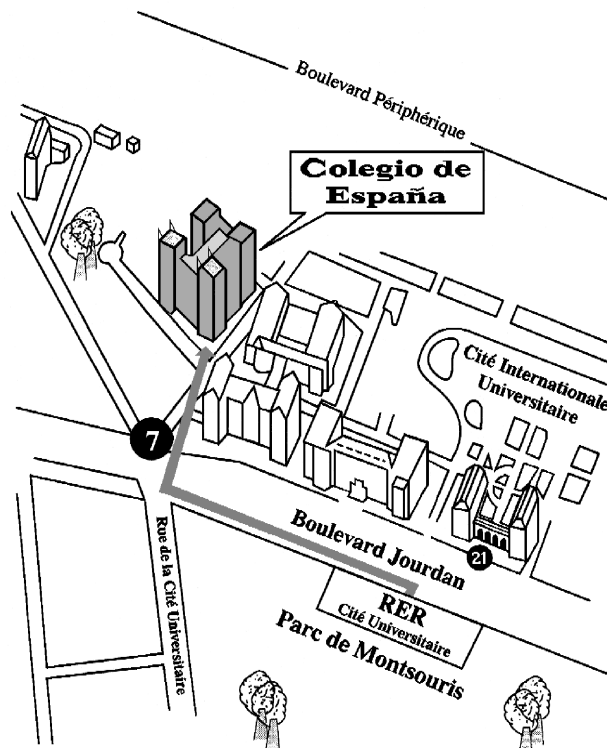 Boulevard Périphérique
Colegio de
España
Cité Internationale
Universitaire
7
Boulevard Jourdan
21
Rue de la Cité Universitaire
RER
Cité Universitaire
Parc de Montsouris